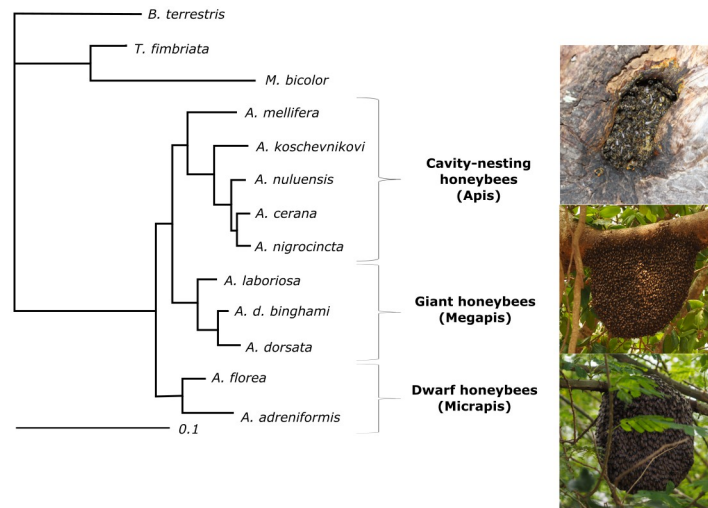 B. terrestris
T. fimbriata
M. bicolor
A. mellifera
A. koschevnikovi
A. nuluensis
A. cerana
A. nigrocincta
Cavity-nesting
honeybees
(Apis)
A. laboriosa
A. d. binghami
A. dorsata
Giant honeybees
(Megapis)
A. florea
A. adreniformis
Dwarf honeybees
(Micrapis)
0.1